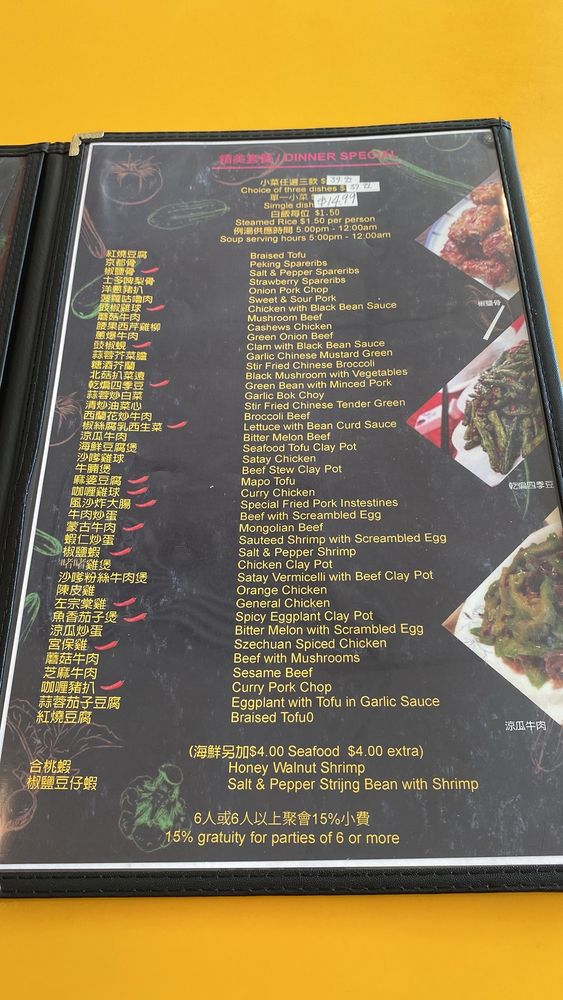 精美套餐 / DINNER SPECIAL
小菜任選三款 $ 39.99
Choice of three dishes $ 39.99
單一小菜 $
Simgle dish $14.99
白飯每位 $1.50
Steamed Rice $1.50 per person
例湯供應時間 5:00pm - 12:00am
Soup serving hours 5:00pm - 12:00am
紅燒豆腐 Braised Tofu
京都骨 Peking Spareribs
椒鹽骨 Salt & Pepper Spareribs
士多啤梨骨 Strawberry Spareribs
洋蔥豬扒 Onion Pork Chop
菠蘿咕嚕肉 Sweet & Sour Pork
豉椒雞球 Chicken with Black Bean Sauce
蘑菇牛肉 Mushroom Beef
腰果西芹雞柳 Cashews Chicken
蔥爆牛肉 Green Onion Beef
豉椒蜆 Clam with Black Bean Sauce
蒜蓉芥菜膽 Garlic Chinese Mustard Green
糖酒芥蘭 Stir Fried Chinese Broccoli
北菇扒菜遠 Black Mushroom with Vegetables
乾煸四季豆 Green Bean with Minced Pork
蒜蓉炒白菜 Garlic Bok Choy
清炒油菜心 Stir Fried Chinese Tender Green
西蘭花炒牛肉 Broccoli Beef
椒絲腐乳西生菜 Lettuce with Bean Curd Sauce
涼瓜牛肉 Bitter Melon Beef
海鮮豆腐煲 Seafood Tofu Clay Pot
沙嗲雞球 Satay Chicken
牛腩煲 Beef Stew Clay Pot
麻婆豆腐 Mapo Tofu
咖喱雞球 Curry Chicken
風沙炸大腸 Special Fried Pork Instestines
牛肉炒蛋 Beef with Screambled Egg
蒙古牛肉 Mongolian Beef
蝦仁炒蛋 Sauteed Shrimp with Screambled Egg
椒鹽蝦 Salt & Pepper Shrimp
啫啫雞煲 Chicken Clay Pot
沙嗲粉絲牛肉煲 Satay Vermicelli with Beef Clay Pot
陳皮雞 Orange Chicken
左宗棠雞 General Chicken
魚香茄子煲 Spicy Eggplant Clay Pot
涼瓜炒蛋 Bitter Melon with Scrambled Egg
宮保雞 Szechuan Spiced Chicken
蘑菇牛肉 Beef with Mushrooms
芝麻牛肉 Sesame Beef
咖喱豬扒 Curry Pork Chop
蒜蓉茄子豆腐 Eggplant with Tofu in Garlic Sauce
紅燒豆腐 Braised Tofu0
椒鹽骨
乾煸四季豆
涼瓜牛肉
(海鮮另加$4.00 Seafood $4.00 extra)
合桃蝦 Honey Walnut Shrimp
椒鹽豆仔蝦 Salt & Pepper Strijng Bean with Shrimp
6人或6人以上聚會15%小費
15% gratuity for parties of 6 or more